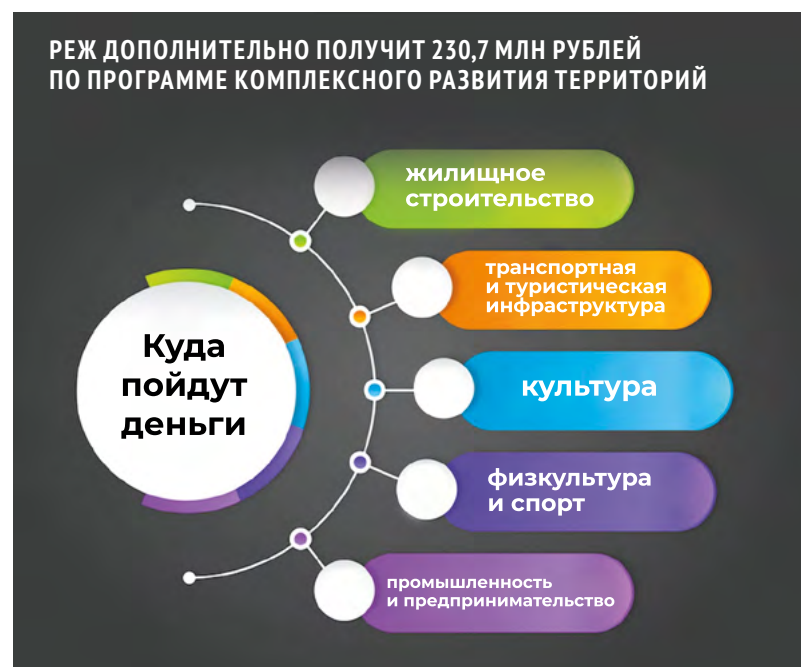 РЕЖ ДОПОЛНИТЕЛЬНО ПОЛУЧИТ 230,7 МЛН РУБЛЕЙ
ПО ПРОГРАММЕ КОМПЛЕКСНОГО РАЗВИТИЯ ТЕРРИТОРИЙ
жилищное
строительство
транспортная
и туристическая
инфраструктура
Куда
пойдут
деньги
культура
физкультура
и спорт
промышленность
и предпринимательство